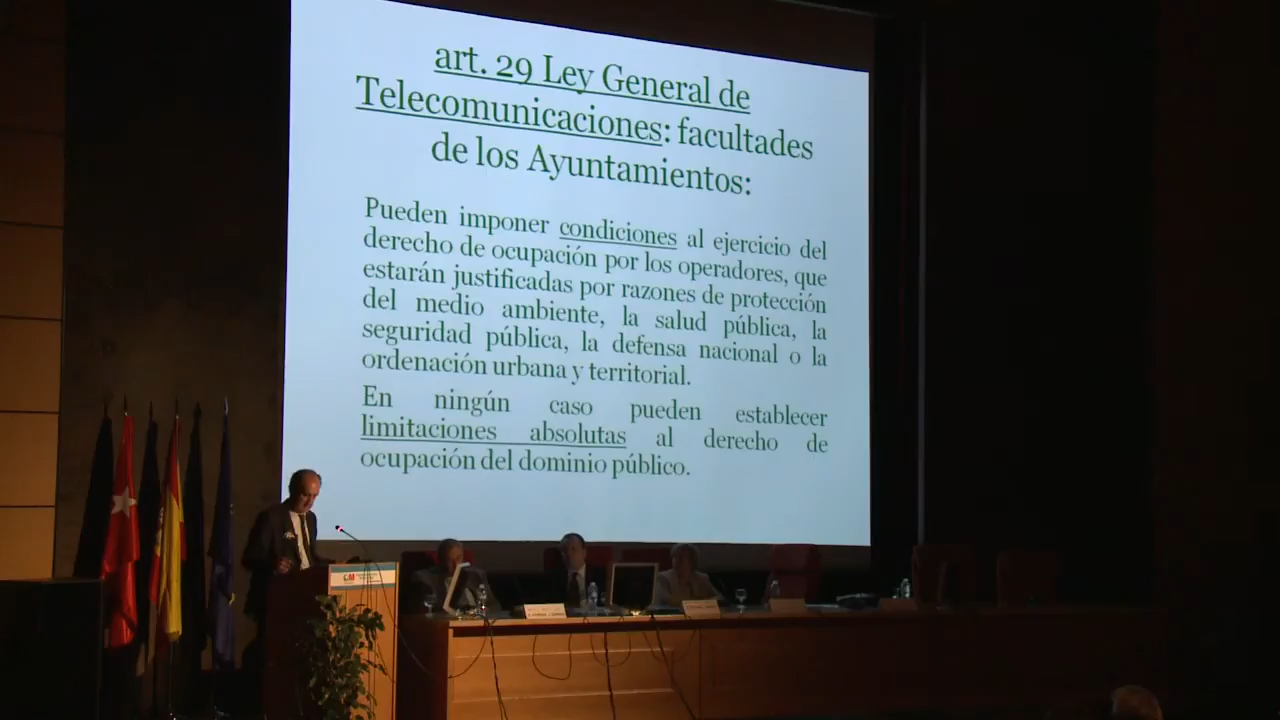 art. 29 Ley General de
Telecomunicaciones: facultades
de los Ayuntamientos:
Pueden imponer condiciones al ejercicio del
derecho de ocupación por los operadores, que
estarán justificadas por razones de protección
del medio ambiente, la salud pública, la
seguridad pública, la defensa nacional o la
ordenación urbana y territorial.
En ningún caso pueden establecer
limitaciones absolutas al derecho de
ocupación del dominio público.